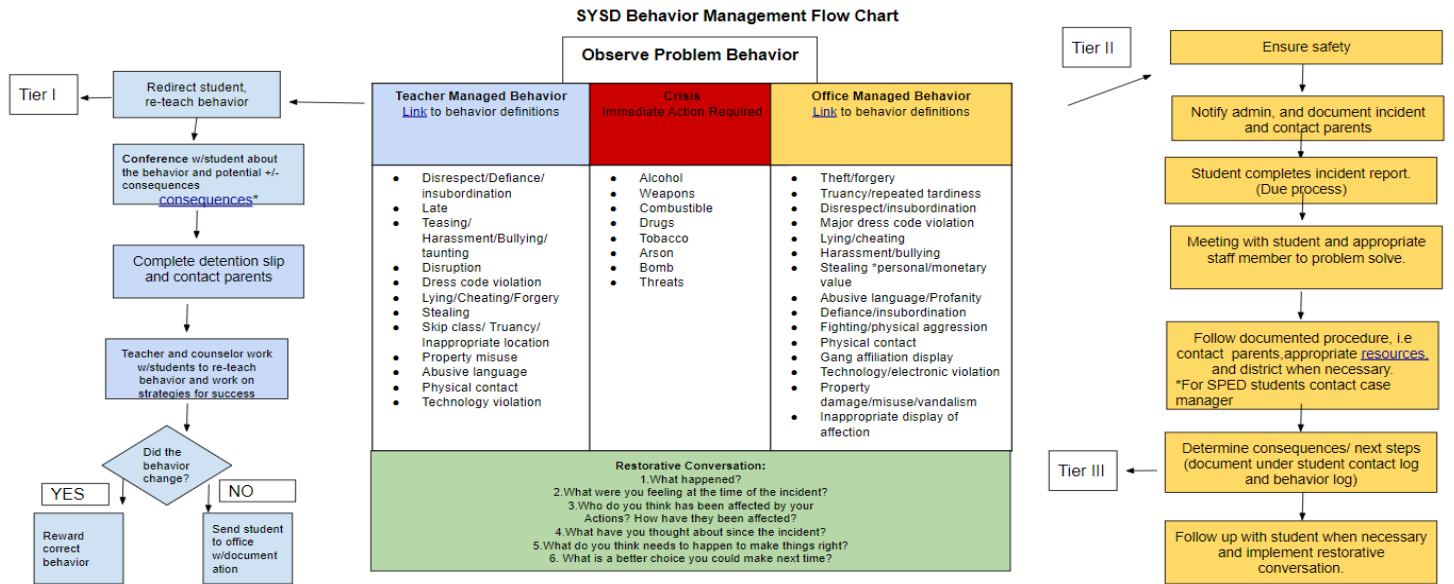 SYSD Behavior Management Flow Chart
Observe Problem Behavior
Tier I
Redirect student,
re-teach behavior
Conference w/student about
the behavior and potential +/-
consequences
consequences*
Complete detention slip
and contact parents
Teacher and counselor work
w/students to re-teach
behavior and work on
strategies for success
Did the
behavior
change?
YES
NO
Reward
correct
behavior
Send student
to office
w/document
ation
Teacher Managed Behavior
Link to behavior definitions
● Disrespect/Defiance/
insubordination
● Late
● Teasing/
Harassment/Bullying/
taunting
● Disruption
● Dress code violation
● Lying/Cheating/Forgery
● Stealing
● Skip class/ Truancy/
Inappropriate location
● Property misuse
● Abusive language
● Physical contact
● Technology violation
Crisis
Immediate Action Required
● Alcohol
● Weapons
● Combustible
● Drugs
● Tobacco
● Arson
● Bomb
● Threats
Office Managed Behavior
Link to behavior definitions
● Theft/forgery
● Truancy/repeated tardiness
● Disrespect/insubordination
● Major dress code violation
● Lying/cheating
● Harassment/bullying
● Stealing *personal/monetary
value
● Abusive language/Profanity
● Defiance/insubordination
● Fighting/physical aggression
● Physical contact
● Gang affiliation display
● Technology/electronic violation
● Property
damage/misuse/vandalism
● Inappropriate display of
affection
Restorative Conversation:
1.What happened?
2.What were you feeling at the time of the incident?
3.Who do you think has been affected by your
Actions? How have they been affected?
4.What have you thought about since the incident?
5.What do you think needs to happen to make things right?
6. What is a better choice you could make next time?
Tier II
Ensure safety
Notify admin, and document incident
and contact parents
Student completes incident report.
(Due process)
Meeting with student and appropriate
staff member to problem solve.
Follow documented procedure, i.e
contact parents,appropriate resources,
and district when necessary.
*For SPED students contact case
manager
Tier III
Determine consequences/ next steps
(document under student contact log
and behavior log)
Follow up with student when necessary
and implement restorative
conversation.